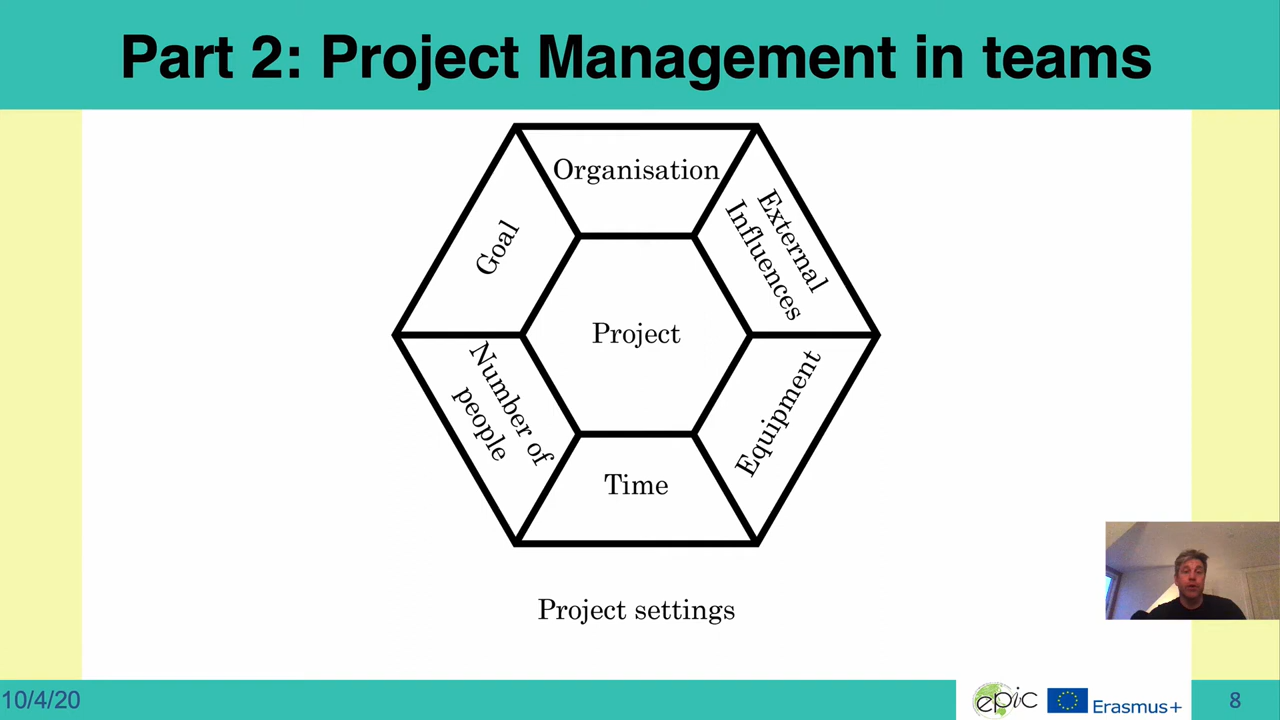 Part 2: Project Management in teams
Organisation
External
Influences
Goal
Project
Number of
people
Equipment
Time
Project settings
10/4/20
epic
Erasmus+
8